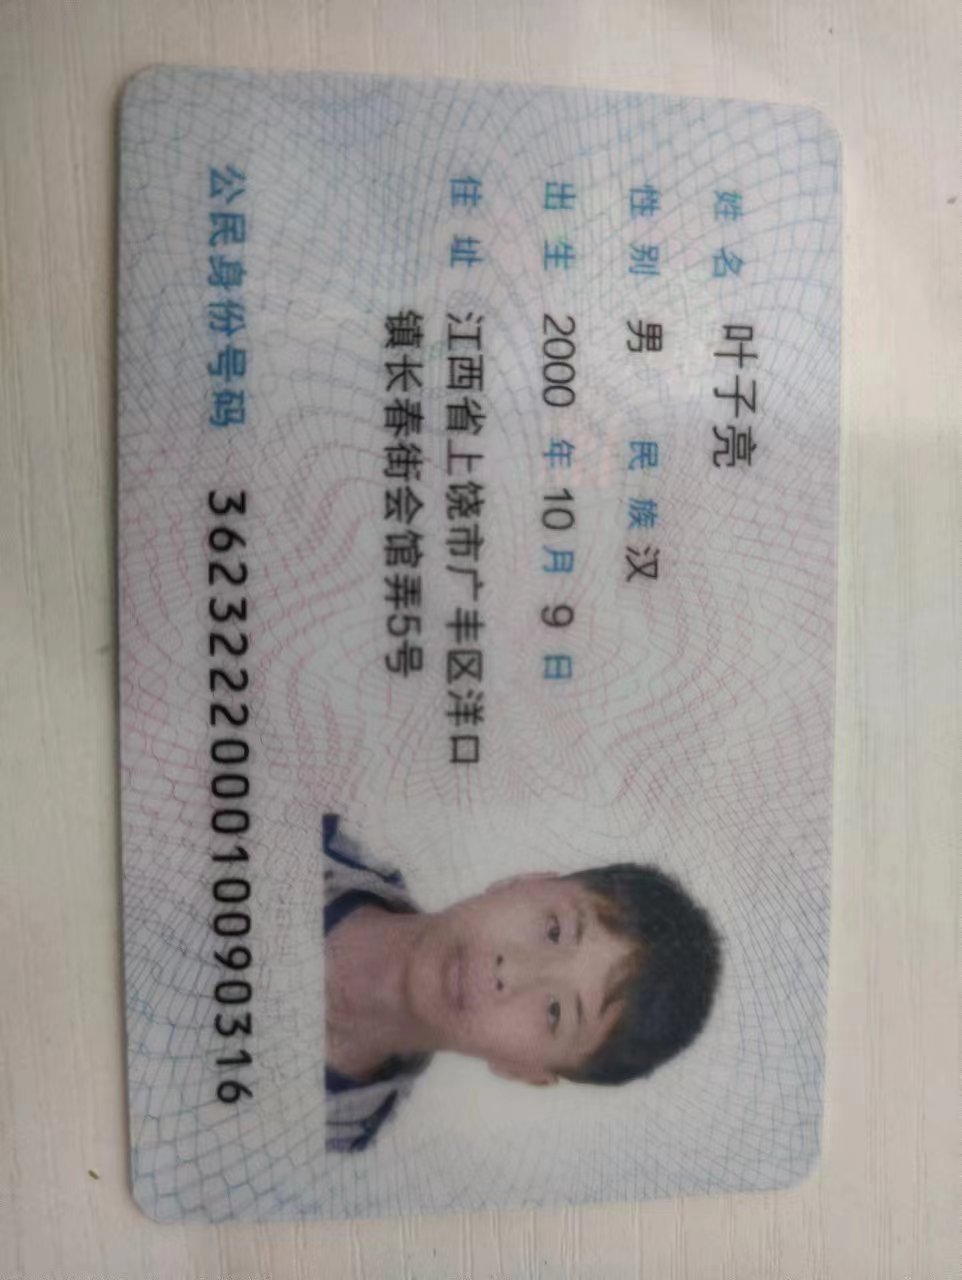 姓名 叶子亮
性别 男 民族 汉
出生 2000 年 10 月 9 日
住址 江西省上饶市广丰区洋口
镇长春街会馆弄5号
公民身份号码 362322200010090316